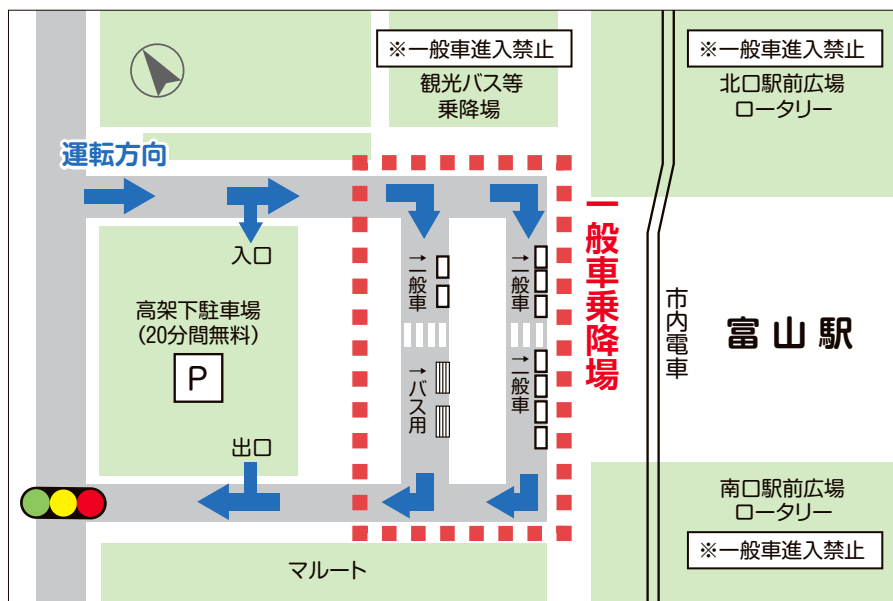 ※一般車進入禁止
観光バス等
乗降場
※一般車進入禁止
北口駅前広場
ロータリー
運転方向
入口
高架下駐車場
(20分間無料)
P
出口
→一般車
→バス用
→一般車
→一般車
一般車乗降場
市内電車
富山駅
南口駅前広場
ロータリー
※一般車進入禁止
マルート